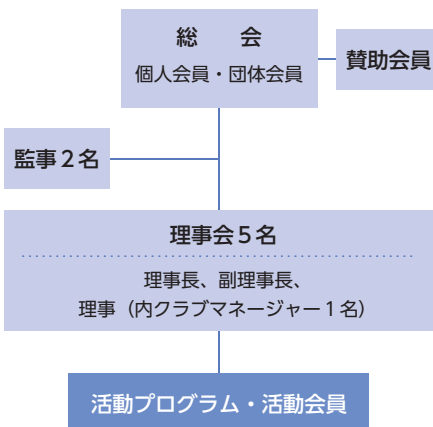 総　会
個人会員・団体会員
賛助会員
監事２名
理事会５名
理事長、副理事長、
理事（内クラブマネージャー１名）
活動プログラム・活動会員